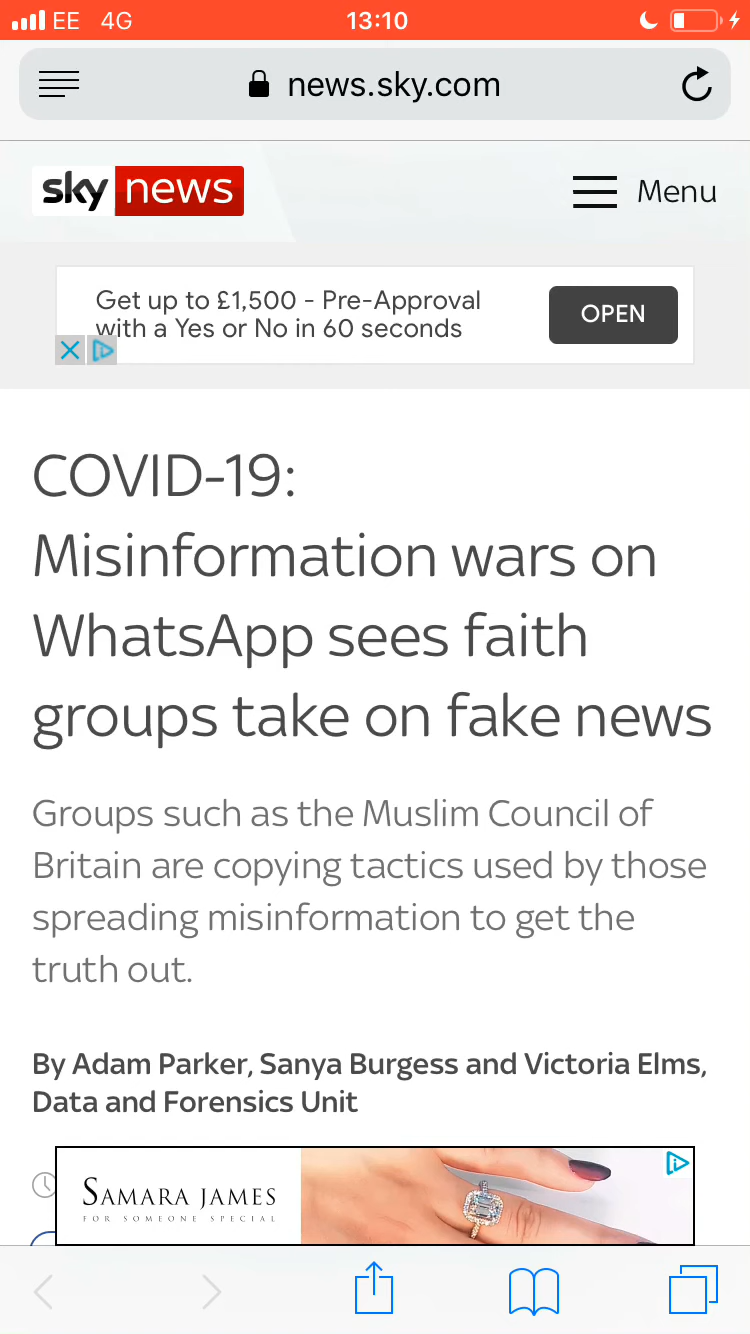 EE 4G 13:10
news.sky.com
sky news Menu
Get up to £1,500 - Pre-Approval
with a Yes or No in 60 seconds
OPEN
COVID-19:
Misinformation wars on
WhatsApp sees faith
groups take on fake news
Groups such as the Muslim Council of
Britain are copying tactics used by those
spreading misinformation to get the
truth out.
By Adam Parker, Sanya Burgess and Victoria Elms,
Data and Forensics Unit
SAMARA JAMES
FOR SOMEONE SPECIAL